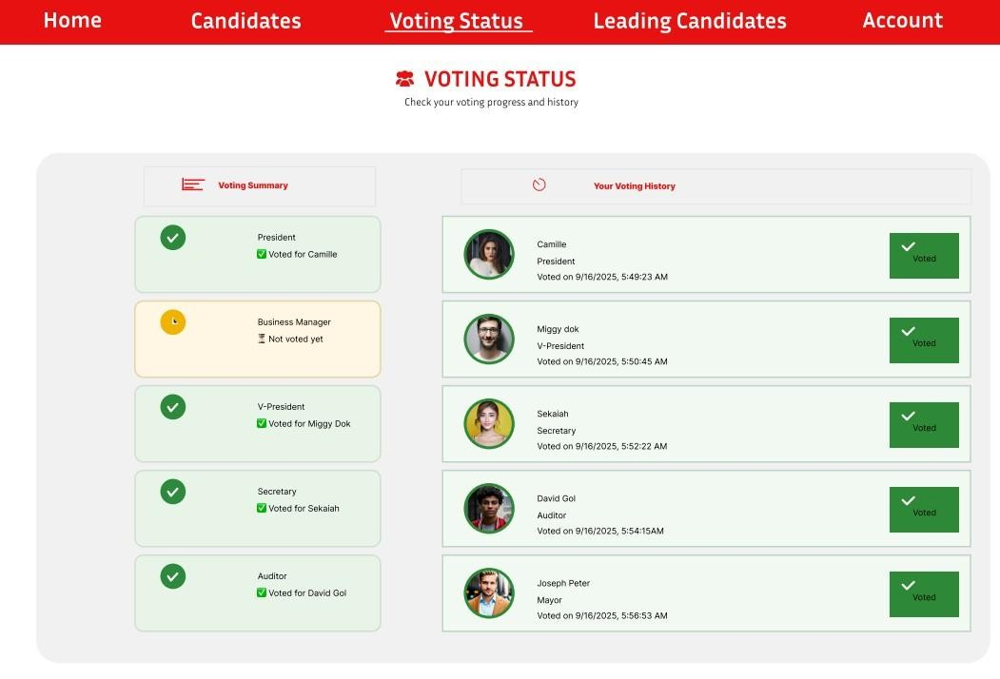 Home Candidates Voting Status Leading Candidates Account
VOTING STATUS
Check your voting progress and history
Voting Summary
President
✅ Voted for Camille
Business Manager
⏳ Not voted yet
V-President
✅ Voted for Miggy Dok
Secretary
✅ Voted for Sekaiah
Auditor
✅ Voted for David Gol
Your Voting History
Camille
President
Voted on 9/16/2025, 5:49:23 AM
Voted
Miggy dok
V-President
Voted on 9/16/2025, 5:50:45 AM
Voted
Sekaiah
Secretary
Voted on 9/16/2025, 5:52:22 AM
Voted
David Gol
Auditor
Voted on 9/16/2025, 5:54:15AM
Voted
Joseph Peter
Mayor
Voted on 9/16/2025, 5:56:53 AM
Voted